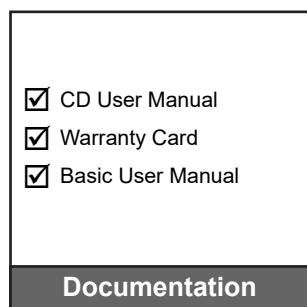 CD User Manual
Warranty Card
Basic User Manual
Documentation